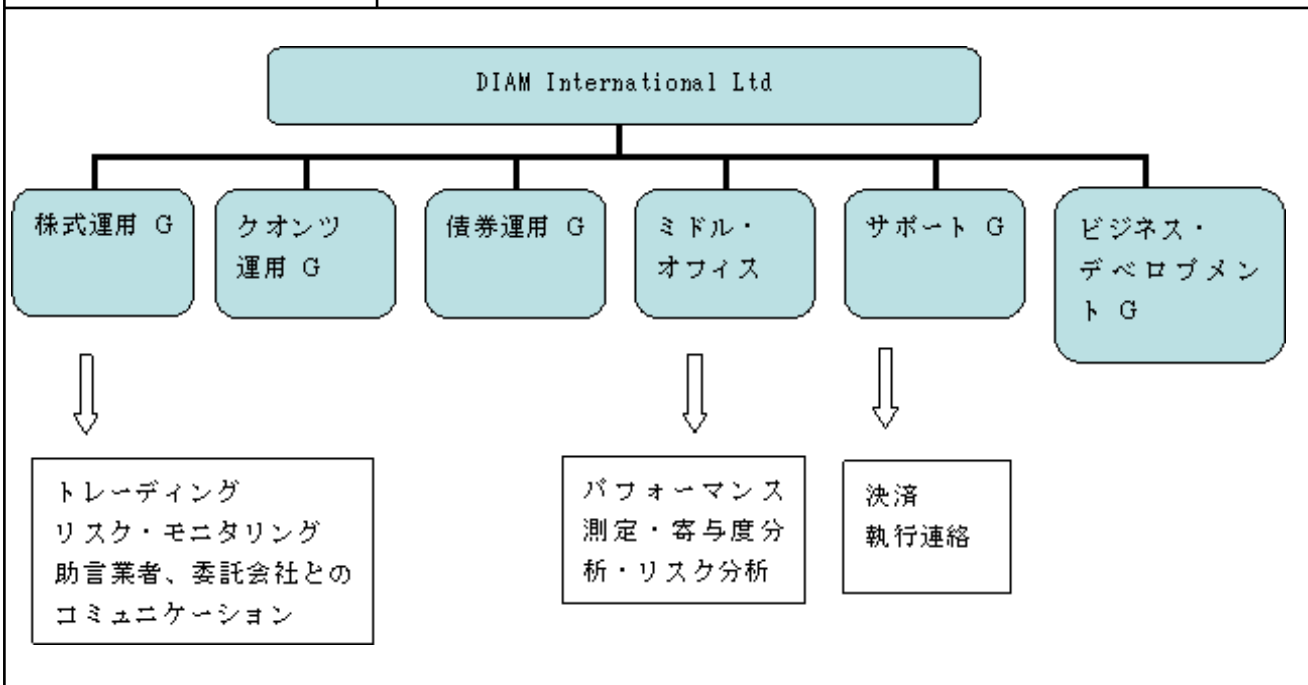 DIAM International Ltd
株式運用 G
クオンツ
運用 G
債券運用 G
ミドル・
オフィス
サポート G
ビジネス・
デベロプメン
ト G
トレーディング
リスク・モニタリング
助言業者、委託会社との
コミュニケーション
パフォーマンス
測定・寄与度分
析・リスク分析
決済
執行連絡